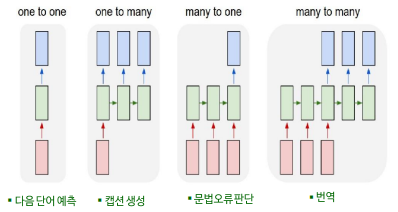 one to one
one to many
many to one
many to many
▪ 다음 단어 예측
▪ 캡션 생성
▪ 문법오류판단
▪ 번역